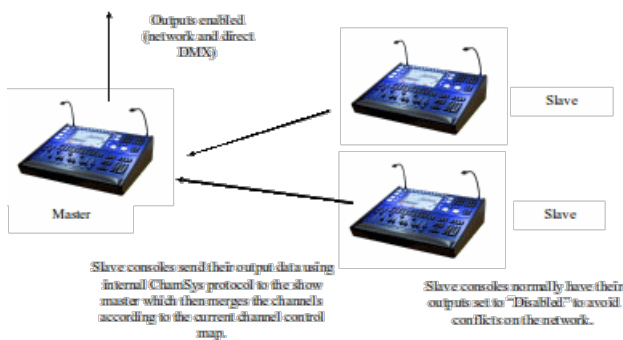 Outputs enabled
(network and direct
DMX)
Slave
Master
Slave
Slave consoles send their output data using
internal ChamSys protocol to the show
master which then merges the channels
according to the current channel control
map.
Slave consoles normally have their
outputs set to “Disabled” to avoid
conflicts on the network.